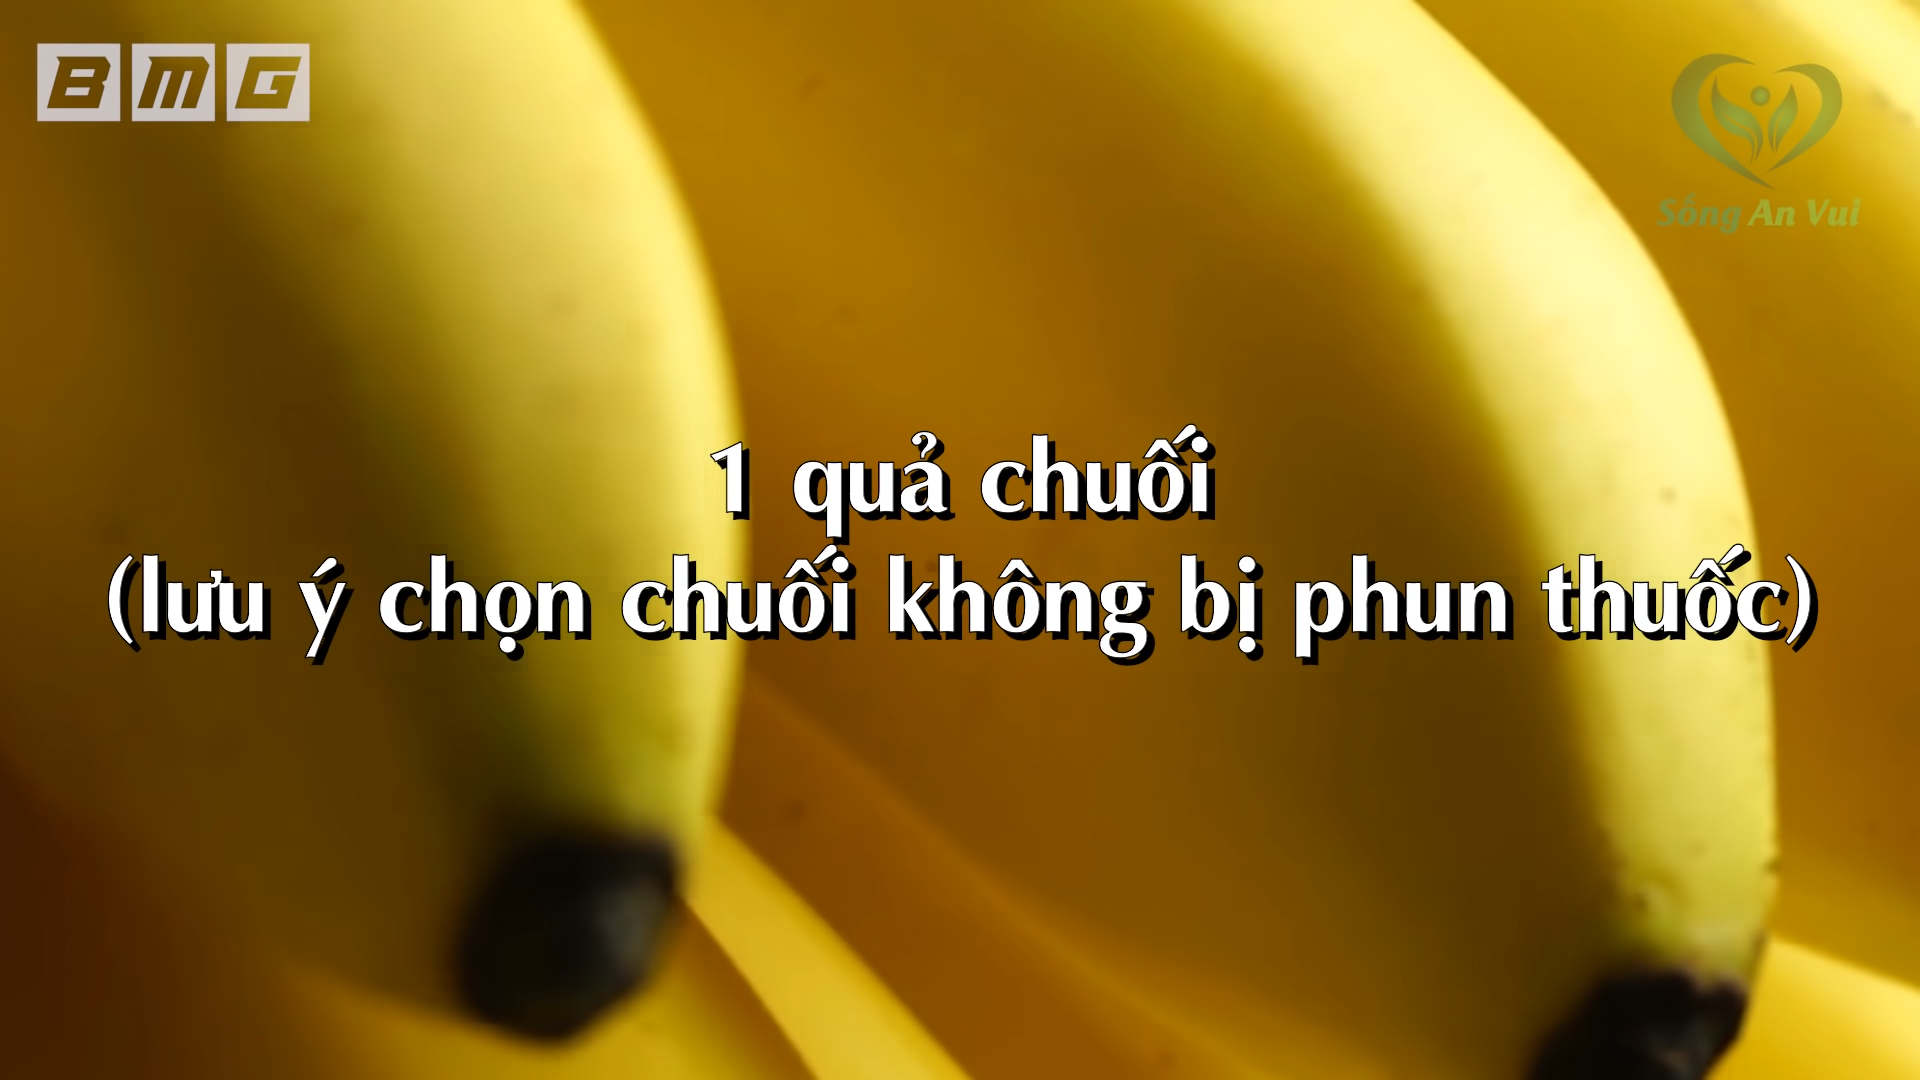 BMG
Sống An Vui
1 quả chuối
(lưu ý chọn chuối không bị phun thuốc)